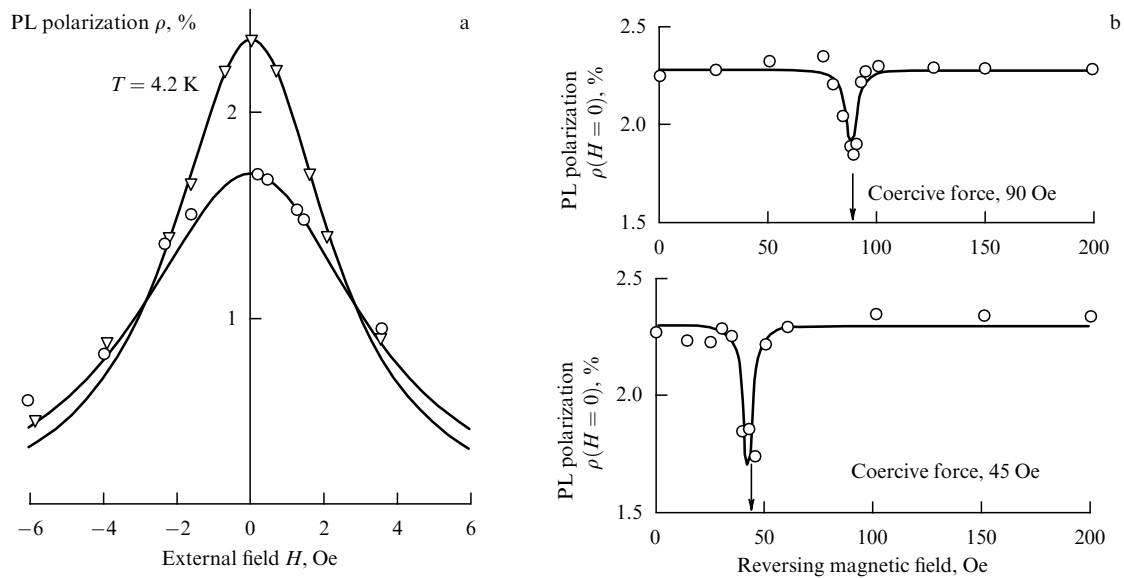 PL polarization ρ, %
a
T = 4.2 K
2
1
−6
−4
−2
0
2
4
6
External field H, Oe
b
PL polarization
ρ(H = 0), %
2.5
2.0
1.5
Coercive force, 90 Oe
0
50
100
150
200
PL polarization
ρ(H = 0), %
2.5
2.0
1.5
Coercive force, 45 Oe
0
50
100
150
200
Reversing magnetic field, Oe